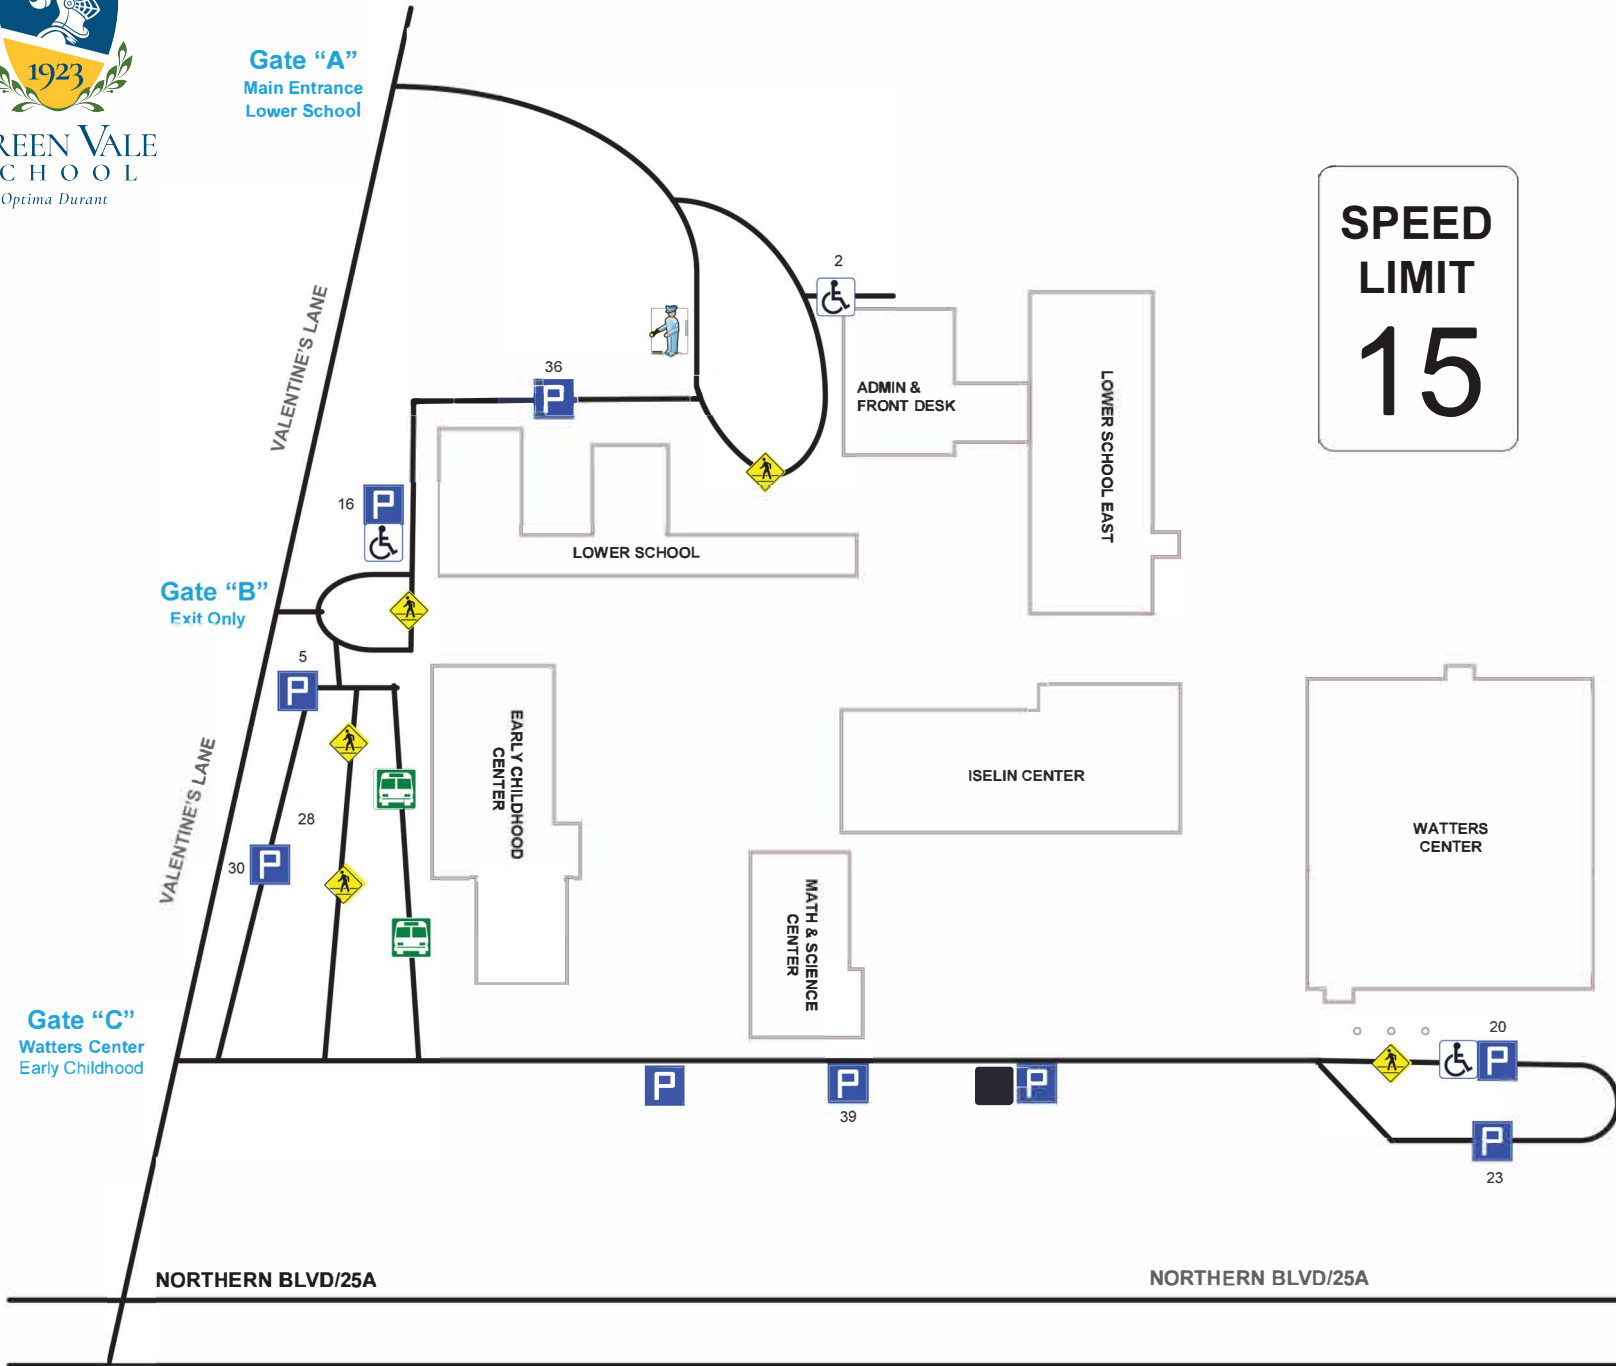 1923
REEN VALE
CHOOL
Optima Durant
Gate “A”
Main Entrance
Lower School
SPEED
LIMIT
15
VALENTINE'S LANE
2
36
P
ADMIN &
FRONT DESK
LOWER SCHOOL EAST
16
P
LOWER SCHOOL
Gate “B”
Exit Only
5
P
EARLY CHILDHOOD
CENTER
ISELIN CENTER
VALENTINE'S LANE
28
30
P
WATTERS
CENTER
MATH & SCIENCE
CENTER
Gate “C”
Watters Center
Early Childhood
20
P
P
P
39
P
P
23
NORTHERN BLVD/25A
NORTHERN BLVD/25A